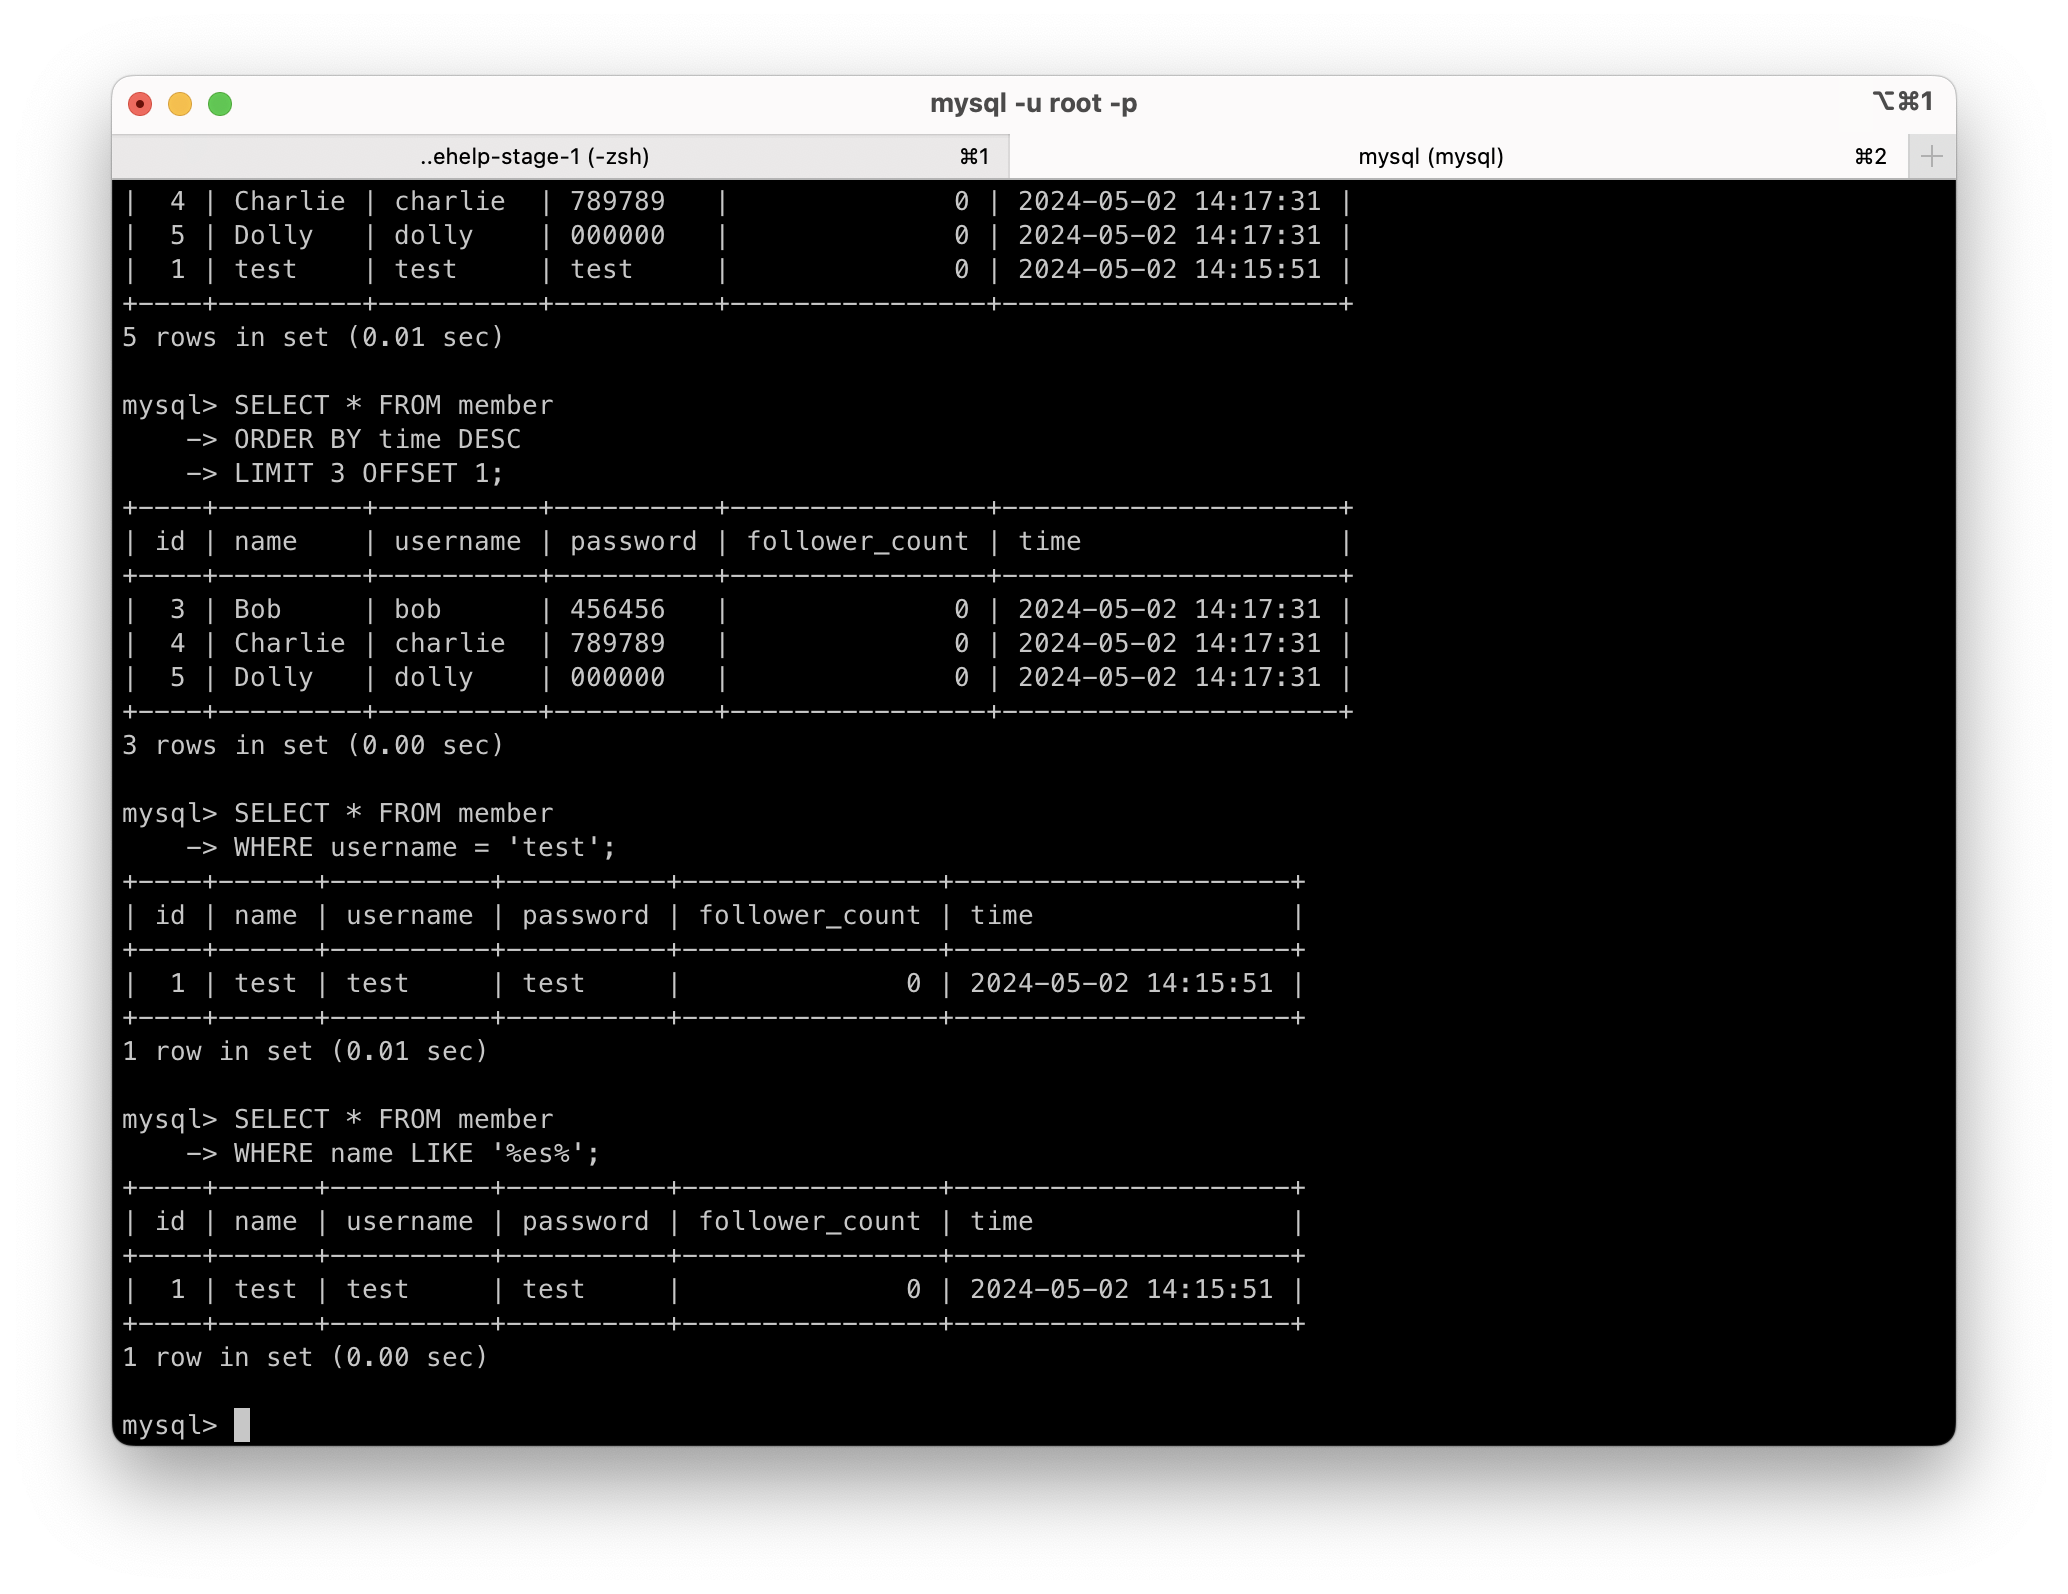 mysql -u root -p
⌥⌘1
..ehelp-stage-1 (-zsh) ⌘1 mysql (mysql) ⌘2 +
|  4 | Charlie | charlie  | 789789   |              0 | 2024-05-02 14:17:31 |
|  5 | Dolly   | dolly    | 000000   |              0 | 2024-05-02 14:17:31 |
|  1 | test    | test     | test     |              0 | 2024-05-02 14:15:51 |
+----+---------+----------+----------+----------------+---------------------+
5 rows in set (0.01 sec)

mysql> SELECT * FROM member
    -> ORDER BY time DESC
    -> LIMIT 3 OFFSET 1;
+----+---------+----------+----------+----------------+---------------------+
| id | name    | username | password | follower_count | time                |
+----+---------+----------+----------+----------------+---------------------+
|  3 | Bob     | bob      | 456456   |              0 | 2024-05-02 14:17:31 |
|  4 | Charlie | charlie  | 789789   |              0 | 2024-05-02 14:17:31 |
|  5 | Dolly   | dolly    | 000000   |              0 | 2024-05-02 14:17:31 |
+----+---------+----------+----------+----------------+---------------------+
3 rows in set (0.00 sec)

mysql> SELECT * FROM member
    -> WHERE username = 'test';
+----+------+----------+----------+----------------+---------------------+
| id | name | username | password | follower_count | time                |
+----+------+----------+----------+----------------+---------------------+
|  1 | test | test     | test     |              0 | 2024-05-02 14:15:51 |
+----+------+----------+----------+----------------+---------------------+
1 row in set (0.01 sec)

mysql> SELECT * FROM member
    -> WHERE name LIKE '%es%';
+----+------+----------+----------+----------------+---------------------+
| id | name | username | password | follower_count | time                |
+----+------+----------+----------+----------------+---------------------+
|  1 | test | test     | test     |              0 | 2024-05-02 14:15:51 |
+----+------+----------+----------+----------------+---------------------+
1 row in set (0.00 sec)

mysql>